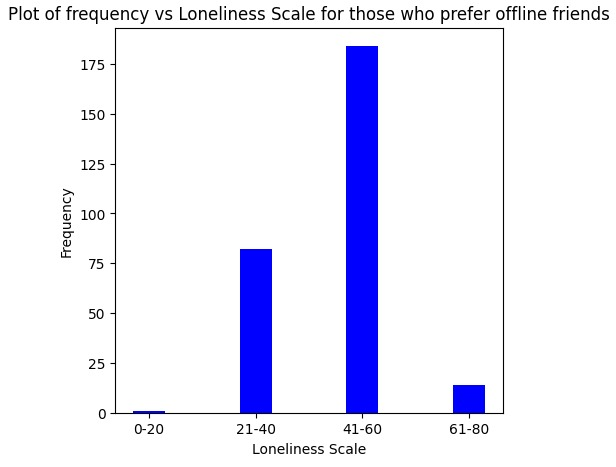 Plot of frequency vs Loneliness Scale for those who prefer offline friends
175
150
125
100
75
50
25
0
Frequency
0-20 21-40 41-60 61-80
Loneliness Scale